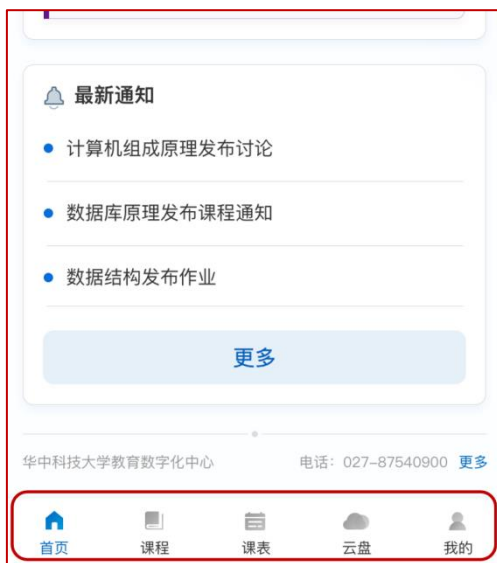 最新通知
计算机组成原理发布讨论
数据库原理发布课程通知
数据结构发布作业
更多
华中科技大学教育数字化中心 电话：027-87540900 更多
首页 课程 课表 云盘 我的